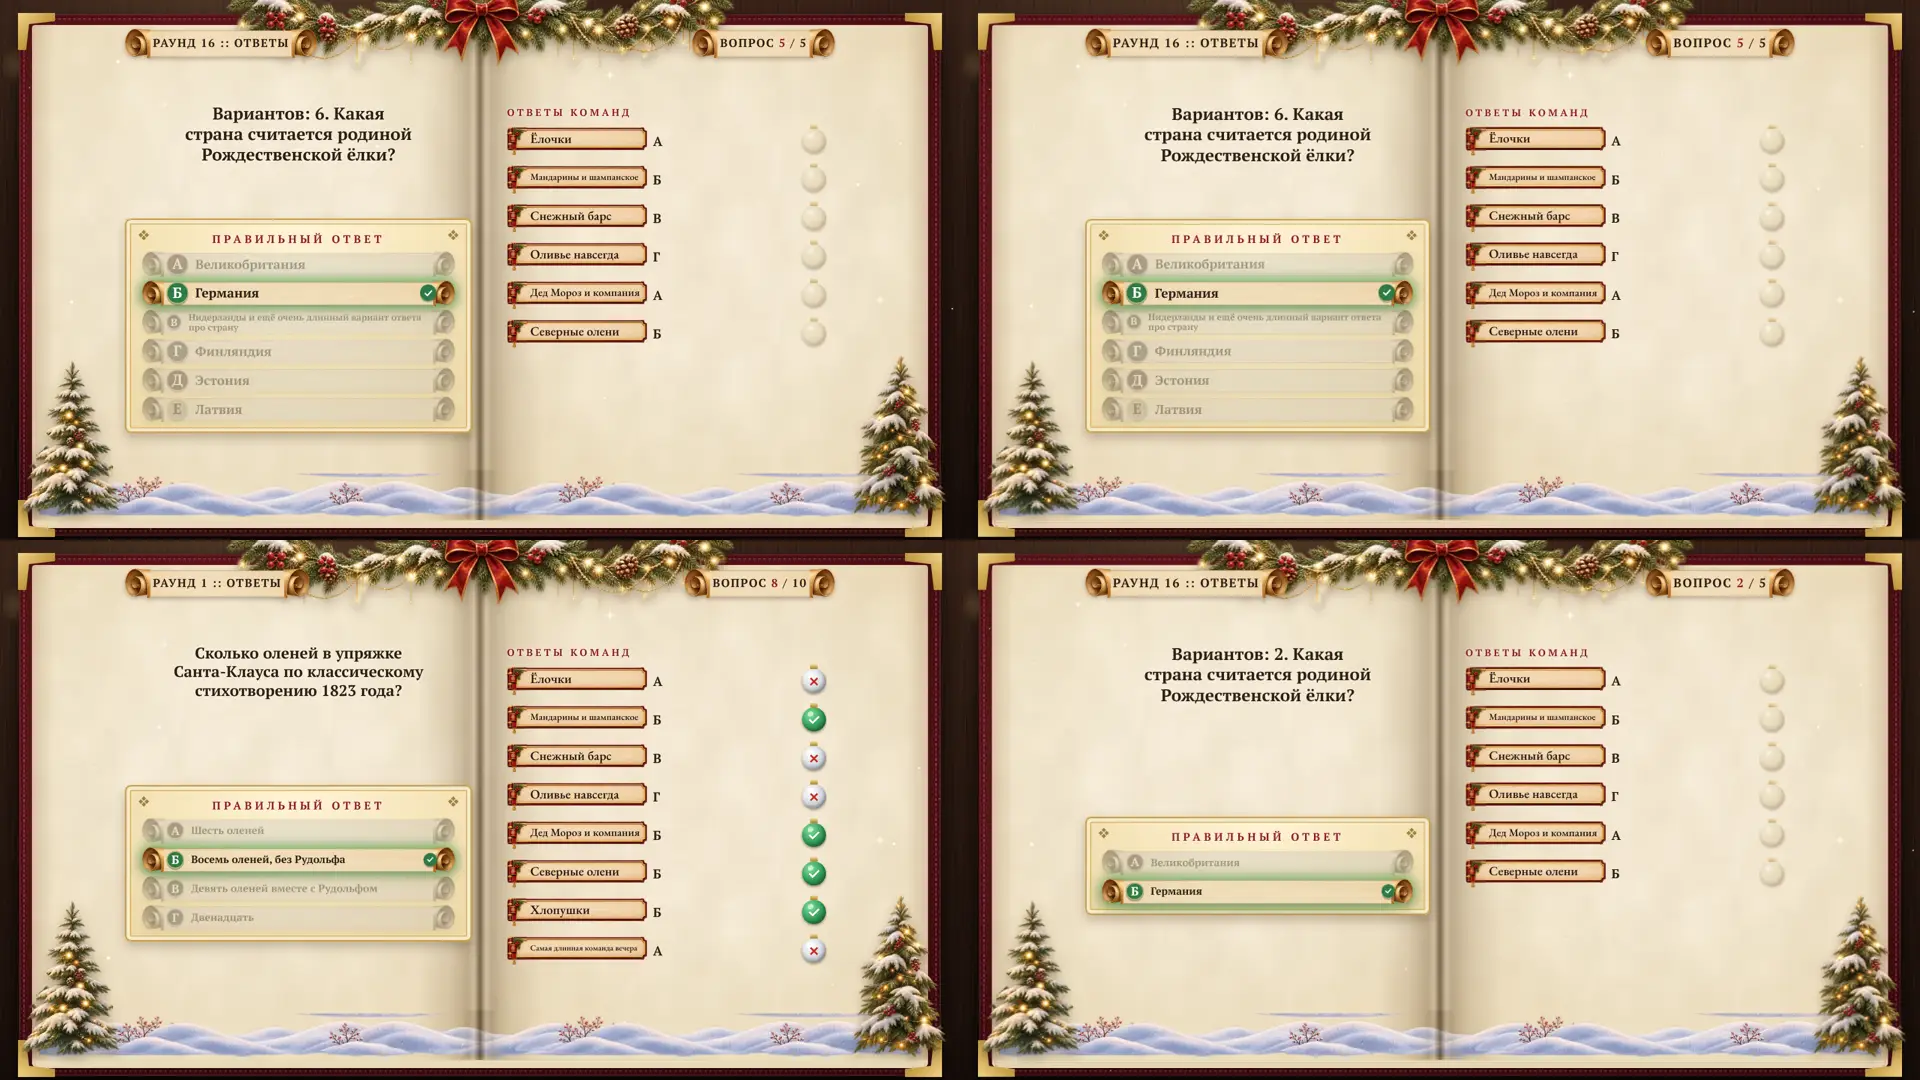 РАУНД 16 :: ОТВЕТЫ
ВОПРОС 5 / 5
Вариантов: 6. Какая
страна считается родиной
Рождественской ёлки?
ПРАВИЛЬНЫЙ ОТВЕТ
А Великобритания
Б Германия
В Нидерланды и ещё очень длинный вариант ответа
про страну
Г Финляндия
Д Эстония
Е Латвия
ОТВЕТЫ КОМАНД
Ёлочки А
Мандарины и шампанское Б
Снежный барс В
Оливье навсегда Г
Дед Мороз и компания А
Северные олени Б
РАУНД 16 :: ОТВЕТЫ
ВОПРОС 5 / 5
Вариантов: 6. Какая
страна считается родиной
Рождественской ёлки?
ПРАВИЛЬНЫЙ ОТВЕТ
А Великобритания
Б Германия
В Нидерланды и ещё очень длинный вариант ответа
про страну
Г Финляндия
Д Эстония
Е Латвия
ОТВЕТЫ КОМАНД
Ёлочки А
Мандарины и шампанское Б
Снежный барс В
Оливье навсегда Г
Дед Мороз и компания А
Северные олени Б
РАУНД 1 :: ОТВЕТЫ
ВОПРОС 8 / 10
Сколько оленей в упряжке
Санта-Клауса по классическому
стихотворению 1823 года?
ПРАВИЛЬНЫЙ ОТВЕТ
А Шесть оленей
Б Восемь оленей, без Рудольфа
В Девять оленей вместе с Рудольфом
Г Двенадцать
ОТВЕТЫ КОМАНД
Ёлочки А
Мандарины и шампанское Б
Снежный барс В
Оливье навсегда Г
Дед Мороз и компания Б
Северные олени Б
Хлопушки Б
Самая длинная команда вечера А
РАУНД 16 :: ОТВЕТЫ
ВОПРОС 2 / 5
Вариантов: 2. Какая
страна считается родиной
Рождественской ёлки?
ПРАВИЛЬНЫЙ ОТВЕТ
А Великобритания
Б Германия
ОТВЕТЫ КОМАНД
Ёлочки А
Мандарины и шампанское Б
Снежный барс В
Оливье навсегда Г
Дед Мороз и компания А
Северные олени Б